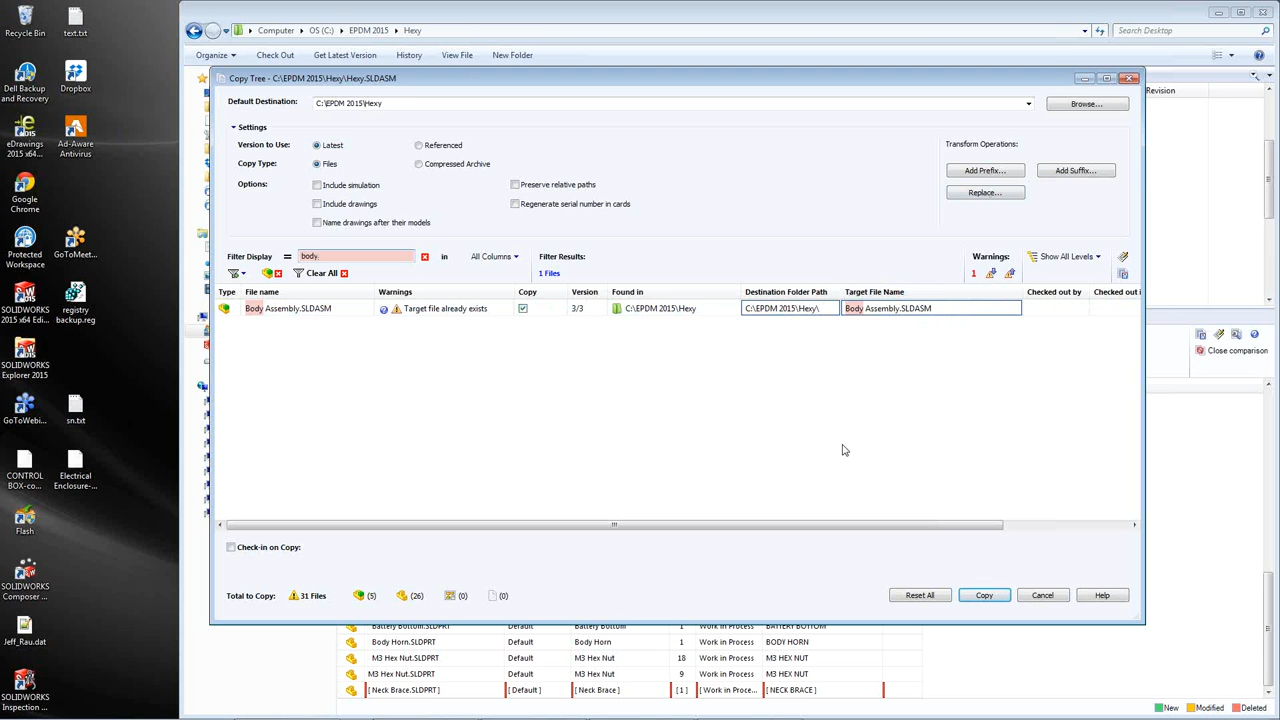 Recycle Bin
text.txt
Dell Backup and Recovery
Dropbox
eDrawings 2015 x64...
Ad-Aware Antivirus
Google Chrome
Protected Workspace
GoToMeet...
SOLIDWORKS 2015 x64 Edi...
registry backup.reg
SOLIDWORKS Explorer 2015
GoToWebi...
sn.txt
CONTROL BOX-co...
Electrical Enclosure-...
Flash
SOLIDWORKS Composer ...
Jeff_Rau.dat
SOLIDWORKS Inspection ...
Computer OS (C:) EPDM 2015 Hexy
Search Desktop
Organize Check Out Get Latest Version History View File New Folder
Copy Tree - C:\EPDM 2015\Hexy\Hexy.SLDASM
Revision
Default Destination: C:\EPDM 2015\Hexy Browse...
Settings
Version to Use: Latest Referenced
Transform Operations:
Copy Type: Files Compressed Archive
Add Prefix... Add Suffix...
Options: Include simulation Preserve relative paths
Replace...
Include drawings Regenerate serial number in cards
Name drawings after their models
Filter Display = body. in All Columns Filter Results: Warnings: Show All Levels
Clear All 1 Files 1
Type File name Warnings Copy Version Found in Destination Folder Path Target File Name Checked out by Checked out i
Body Assembly.SLDASM Target file already exists 3/3 C:\EPDM 2015\Hexy C:\EPDM 2015\Hexy\ Body Assembly.SLDASM
Close comparison
Check-in on Copy:
Total to Copy: 31 Files (5) (26) (0) (0) Reset All Copy Cancel Help
Battery Bottom.SLDPRT Default Battery Bottom 1 Work in Process BATTERY BOTTOM
Body Horn.SLDPRT Default Body Horn 1 Work in Process BODY HORN
M3 Hex Nut.SLDPRT Default M3 Hex Nut 18 Work in Process M3 HEX NUT
M3 Hex Nut.SLDPRT Default M3 Hex Nut 9 Work in Process M3 HEX NUT
[ Neck Brace.SLDPRT ] [ Default ] [ Neck Brace ] [ 1 ] [ Work in Proce... [ NECK BRACE ]
New Modified Deleted